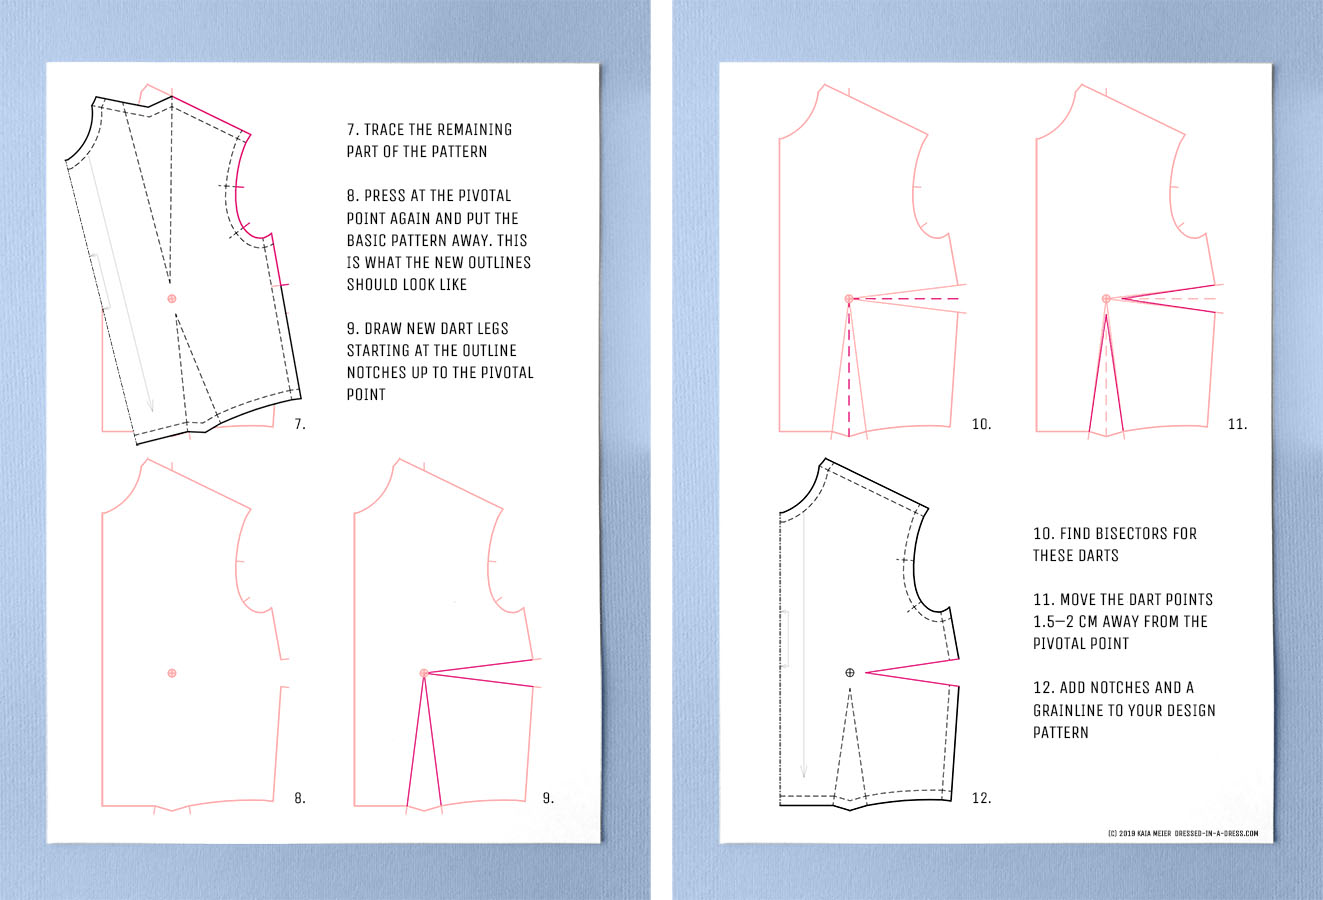 7. TRACE THE REMAINING
PART OF THE PATTERN
8. PRESS AT THE PIVOTAL
POINT AGAIN AND PUT THE
BASIC PATTERN AWAY. THIS
IS WHAT THE NEW OUTLINES
SHOULD LOOK LIKE
9. DRAW NEW DART LEGS
STARTING AT THE OUTLINE
NOTCHES UP TO THE PIVOTAL
POINT
7.
8.
9.
10.
11.
10. FIND BISECTORS FOR
THESE DARTS
11. MOVE THE DART POINTS
1.5–2 CM AWAY FROM THE
PIVOTAL POINT
12. ADD NOTCHES AND A
GRAINLINE TO YOUR DESIGN
PATTERN
12.
(C) 2019 KAIA MEIER DRESSED-IN-A-DRESS.COM